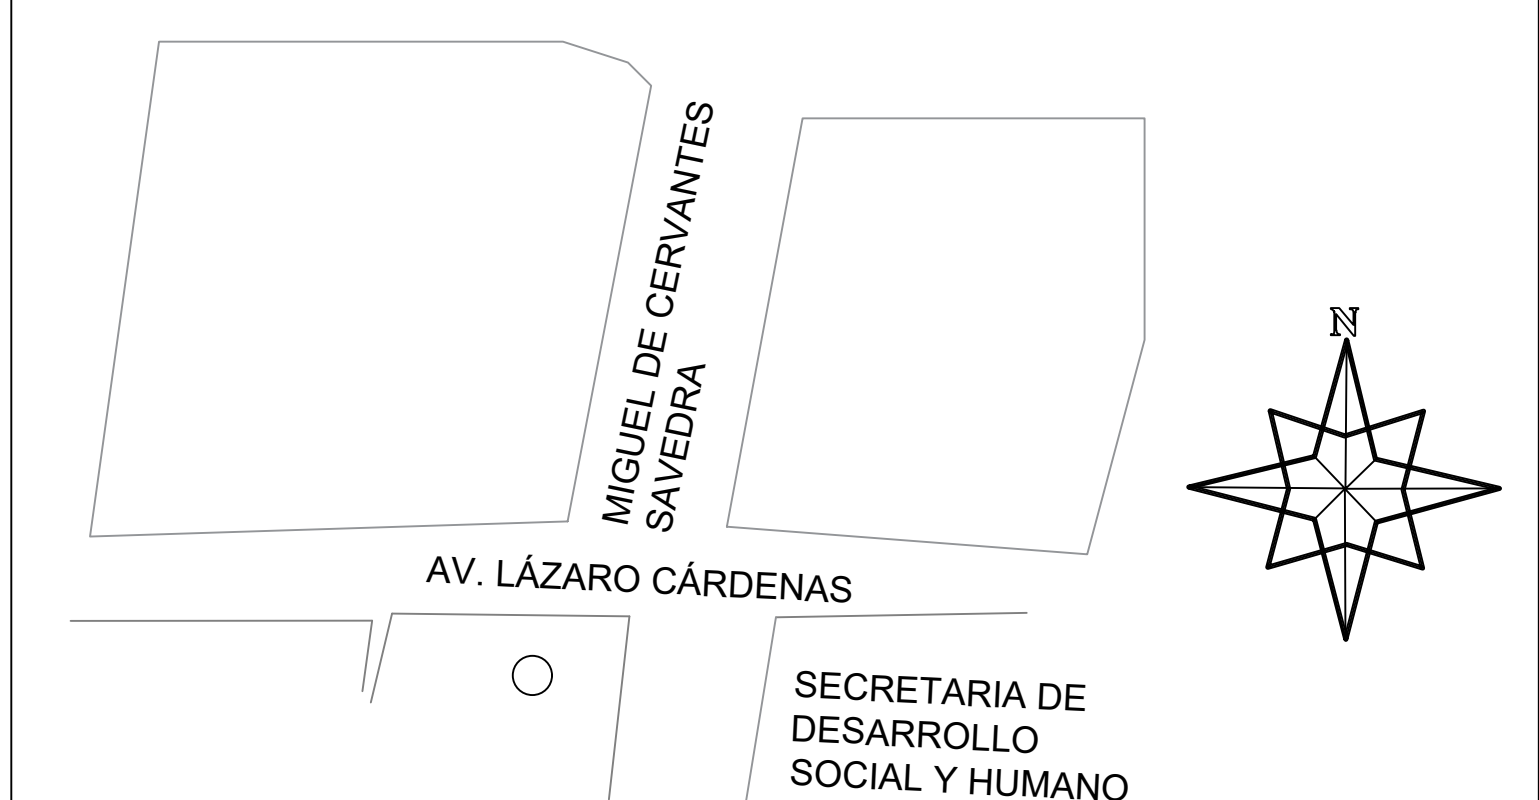 MIGUEL DE CERVANTES
SAVEDRA
N
AV. LÁZARO CÁRDENAS
SECRETARIA DE
DESARROLLO
SOCIAL Y HUMANO